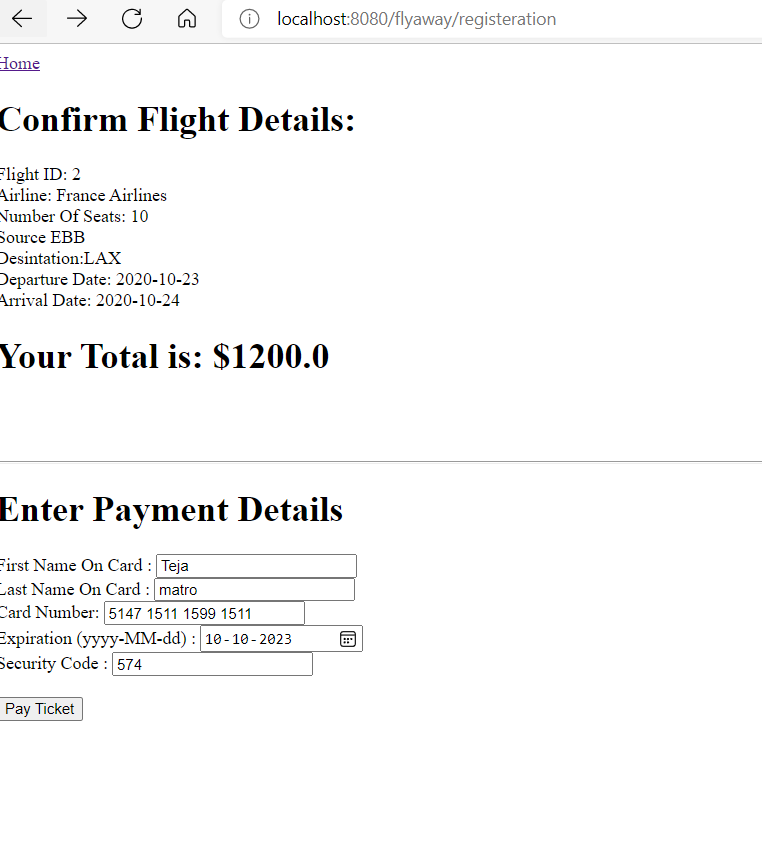 localhost:8080/flyaway/registeration
Home
Confirm Flight Details:
Flight ID: 2
Airline: France Airlines
Number Of Seats: 10
Source EBB
Desintation:LAX
Departure Date: 2020-10-23
Arrival Date: 2020-10-24
Your Total is: $1200.0
Enter Payment Details
First Name On Card : Teja
Last Name On Card : matro
Card Number: 5147 1511 1599 1511
Expiration (yyyy-MM-dd) : 10-10-2023
Security Code : 574
Pay Ticket